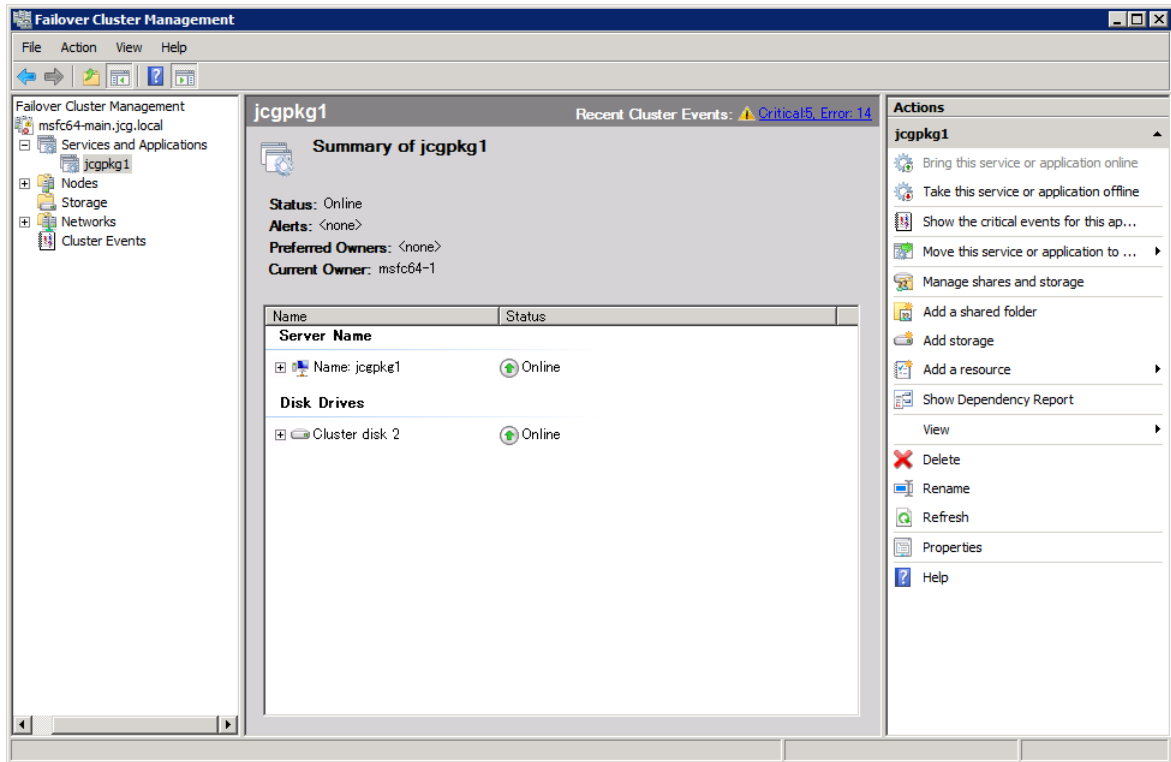 Failover Cluster Management
File Action View Help
Failover Cluster Management
msfc64-main.jcg.local
Services and Applications
jcgpkg1
Nodes
Storage
Networks
Cluster Events
jcgpkg1 Recent Cluster Events: Critical:5, Error: 14
Summary of jcgpkg1
Status: Online
Alerts: <none>
Preferred Owners: <none>
Current Owner: msfc64-1
Name Status
Server Name
Name: jcgpkg1 Online
Disk Drives
Cluster disk 2 Online
Actions
jcgpkg1
Bring this service or application online
Take this service or application offline
Show the critical events for this ap...
Move this service or application to ...
Manage shares and storage
Add a shared folder
Add storage
Add a resource
Show Dependency Report
View
Delete
Rename
Refresh
Properties
Help